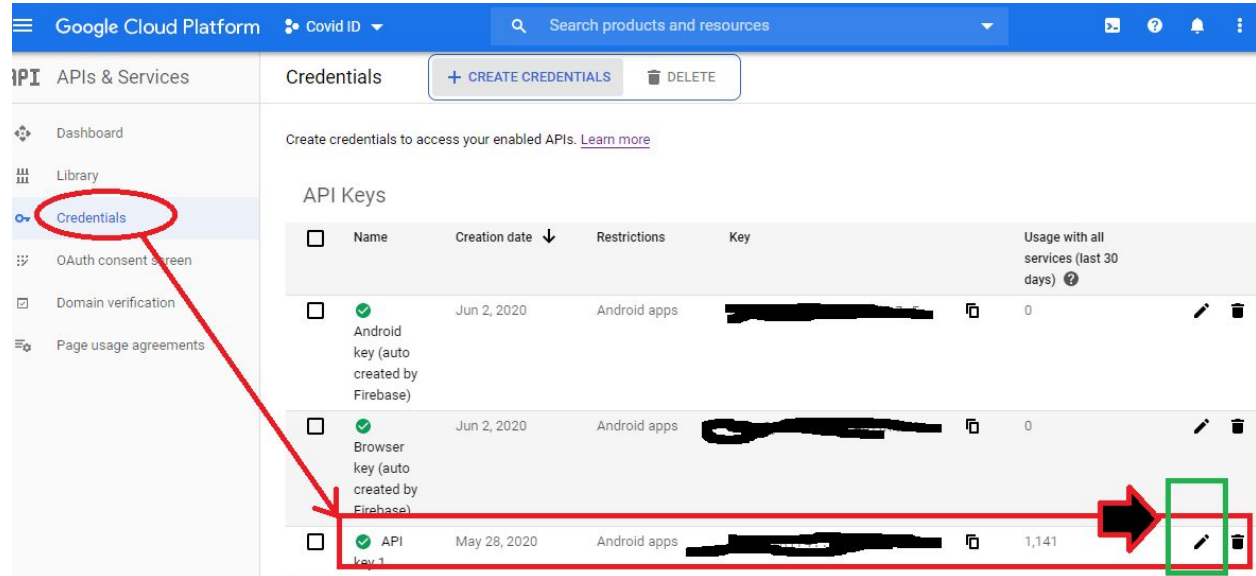 Google Cloud Platform
Covid ID
Search products and resources
API APIs & Services
Credentials
+ CREATE CREDENTIALS
DELETE
Dashboard
Library
Credentials
OAuth consent screen
Domain verification
Page usage agreements
Create credentials to access your enabled APIs. Learn more
API Keys
Name Creation date Restrictions Key Usage with all
services (last 30
days)
Jun 2, 2020 Android apps 0
Android
key (auto
created by
Firebase)
Jun 2, 2020 Android apps 0
Browser
key (auto
created by
Firebase)
API May 28, 2020 Android apps 1,141
key 1